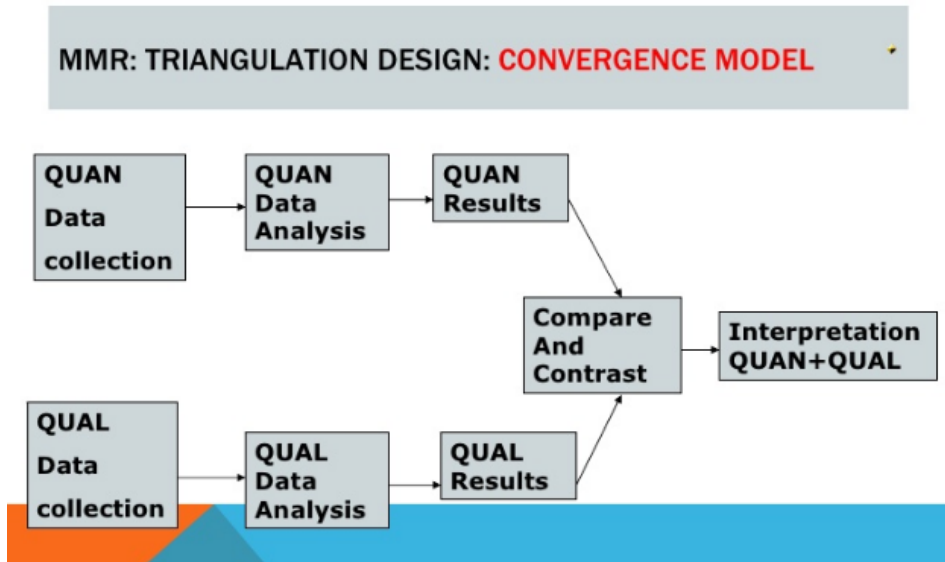 MMR: TRIANGULATION DESIGN: CONVERGENCE MODEL
QUAN
Data
collection
QUAN
Data
Analysis
QUAN
Results
Compare
And
Contrast
Interpretation
QUAN+QUAL
QUAL
Data
collection
QUAL
Data
Analysis
QUAL
Results